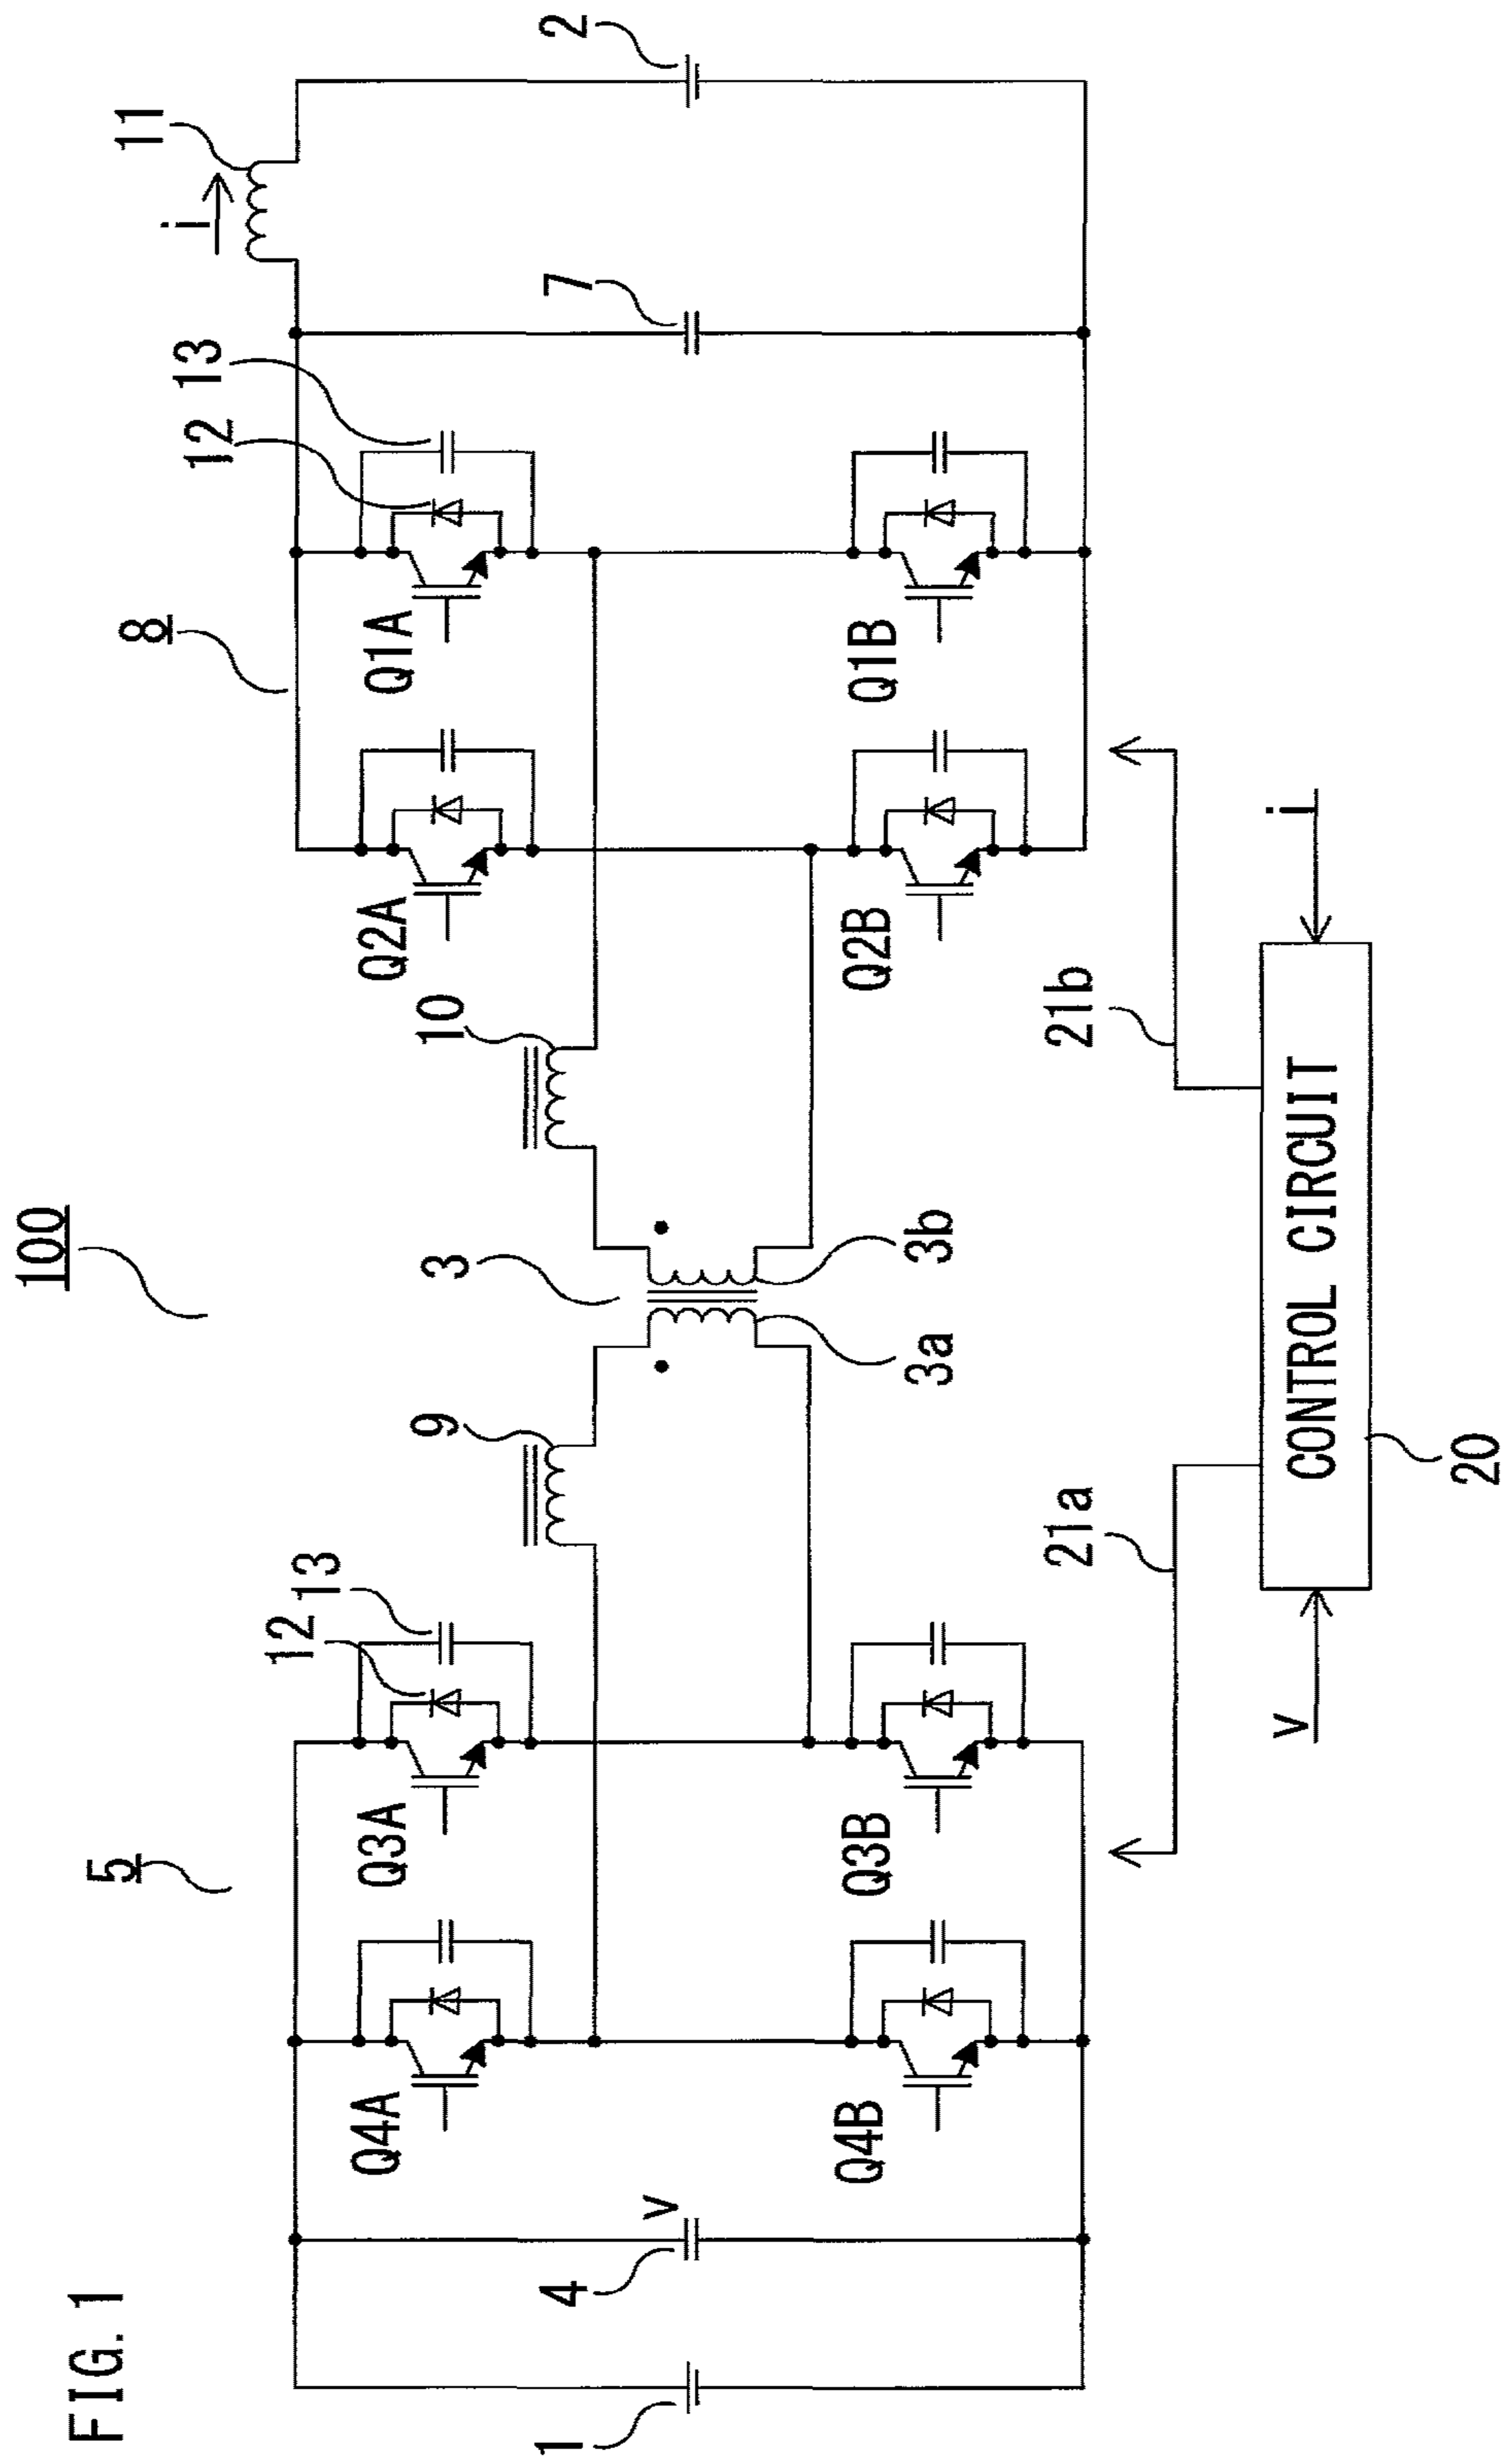 FIG. 1
100
5
8
11
i
12
13
12
13
Q4A
Q3A
9
3
10
Q2A
Q1A
1
4
v
7
2
Q4B
Q3B
3a
3b
Q2B
Q1B
21a
21b
v
CONTROL CIRCUIT
i
20